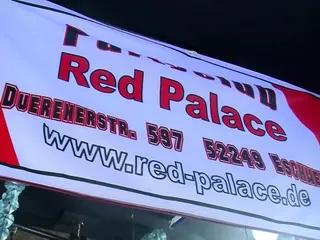 Red Palace
Duerenerstr. 597 52249
www.red-palace.de